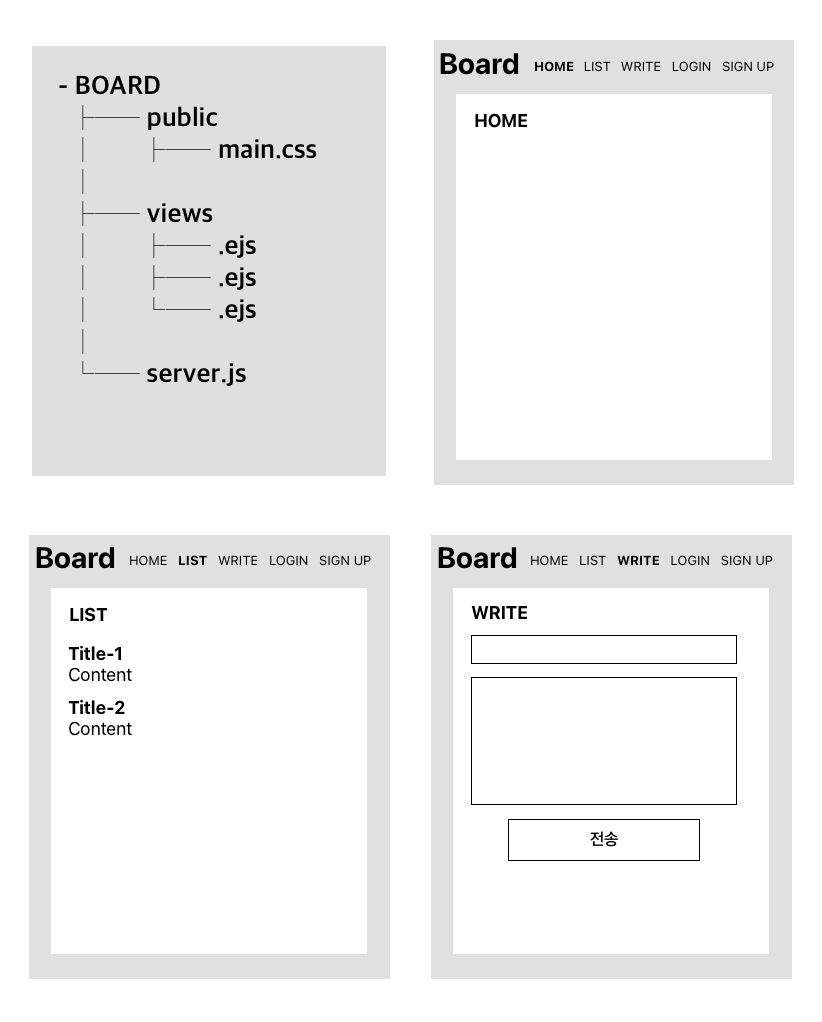 - BOARD
├── public
│ ├── main.css
│
├── views
│ ├── .ejs
│ ├── .ejs
│ └── .ejs
│
└── server.js
Board HOME LIST WRITE LOGIN SIGN UP
HOME
Board HOME LIST WRITE LOGIN SIGN UP
LIST
Title-1
Content
Title-2
Content
Board HOME LIST WRITE LOGIN SIGN UP
WRITE
전송